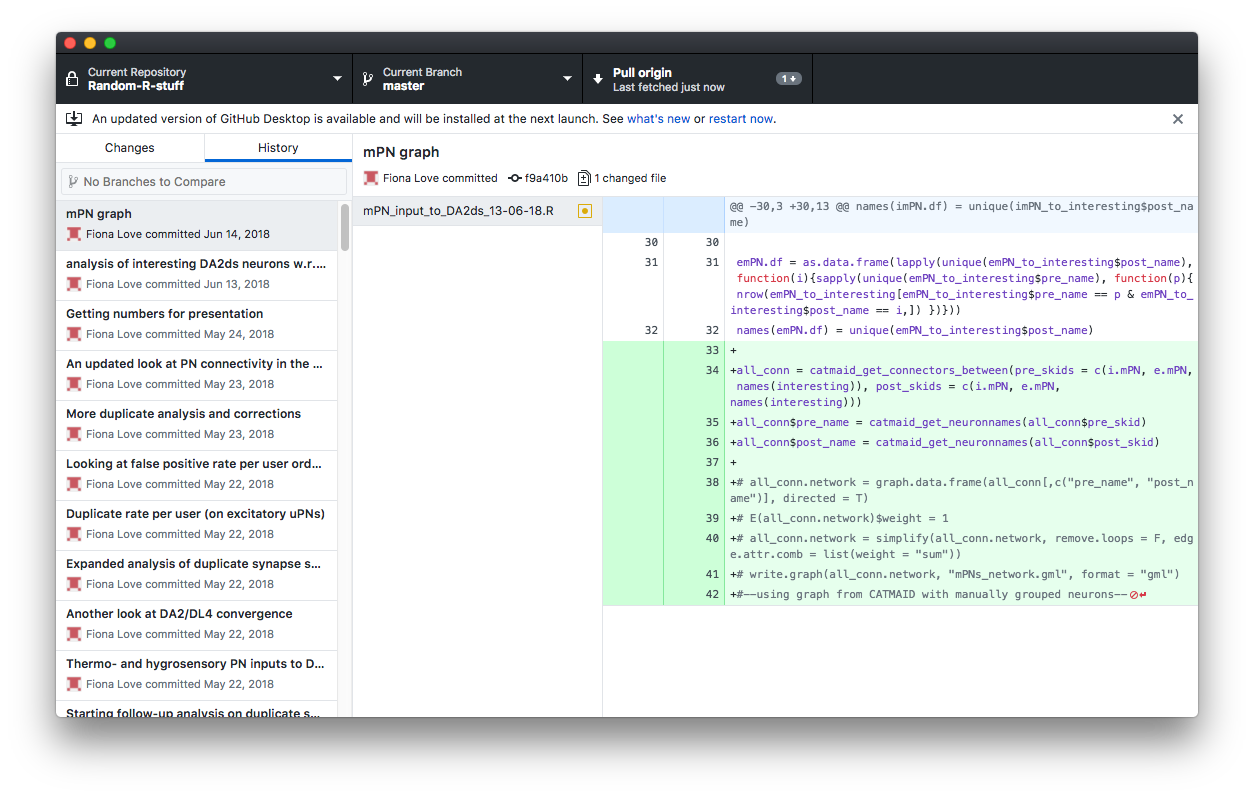 Current Repository
Random-R-stuff
Current Branch
master
Pull origin
Last fetched just now
1
An updated version of GitHub Desktop is available and will be installed at the next launch. See what's new or restart now.
Changes
History
No Branches to Compare
mPN graph
Fiona Love committed Jun 14, 2018
analysis of interesting DA2ds neurons w.r....
Fiona Love committed Jun 13, 2018
Getting numbers for presentation
Fiona Love committed May 24, 2018
An updated look at PN connectivity in the ...
Fiona Love committed May 23, 2018
More duplicate analysis and corrections
Fiona Love committed May 23, 2018
Looking at false positive rate per user ord...
Fiona Love committed May 22, 2018
Duplicate rate per user (on excitatory uPNs)
Fiona Love committed May 22, 2018
Expanded analysis of duplicate synapse s...
Fiona Love committed May 22, 2018
Another look at DA2/DL4 convergence
Fiona Love committed May 22, 2018
Thermo- and hygrosensory PN inputs to D...
Fiona Love committed May 22, 2018
Starting follow-up analysis on duplicate s...
mPN graph
Fiona Love committed f9a410b 1 changed file
mPN_input_to_DA2ds_13-06-18.R
@@ -30,3 +30,13 @@ names(imPN.df) = unique(imPN_to_interesting$post_na
me)
30 30
31 31 emPN.df = as.data.frame(lapply(unique(emPN_to_interesting$post_name),
function(i){sapply(unique(emPN_to_interesting$pre_name), function(p){
nrow(emPN_to_interesting[emPN_to_interesting$pre_name == p & emPN_to_
interesting$post_name == i,]) })}))
32 32 names(emPN.df) = unique(emPN_to_interesting$post_name)
33 +
34 +all_conn = catmaid_get_connectors_between(pre_skids = c(i.mPN, e.mPN,
names(interesting)), post_skids = c(i.mPN, e.mPN,
names(interesting)))
35 +all_conn$pre_name = catmaid_get_neuronnames(all_conn$pre_skid)
36 +all_conn$post_name = catmaid_get_neuronnames(all_conn$post_skid)
37 +
38 +# all_conn.network = graph.data.frame(all_conn[,c("pre_name", "post_n
ame")], directed = T)
39 +# E(all_conn.network)$weight = 1
40 +# all_conn.network = simplify(all_conn.network, remove.loops = F, edg
e.attr.comb = list(weight = "sum"))
41 +# write.graph(all_conn.network, "mPNs_network.gml", format = "gml")
42 +#--using graph from CATMAID with manually grouped neurons--